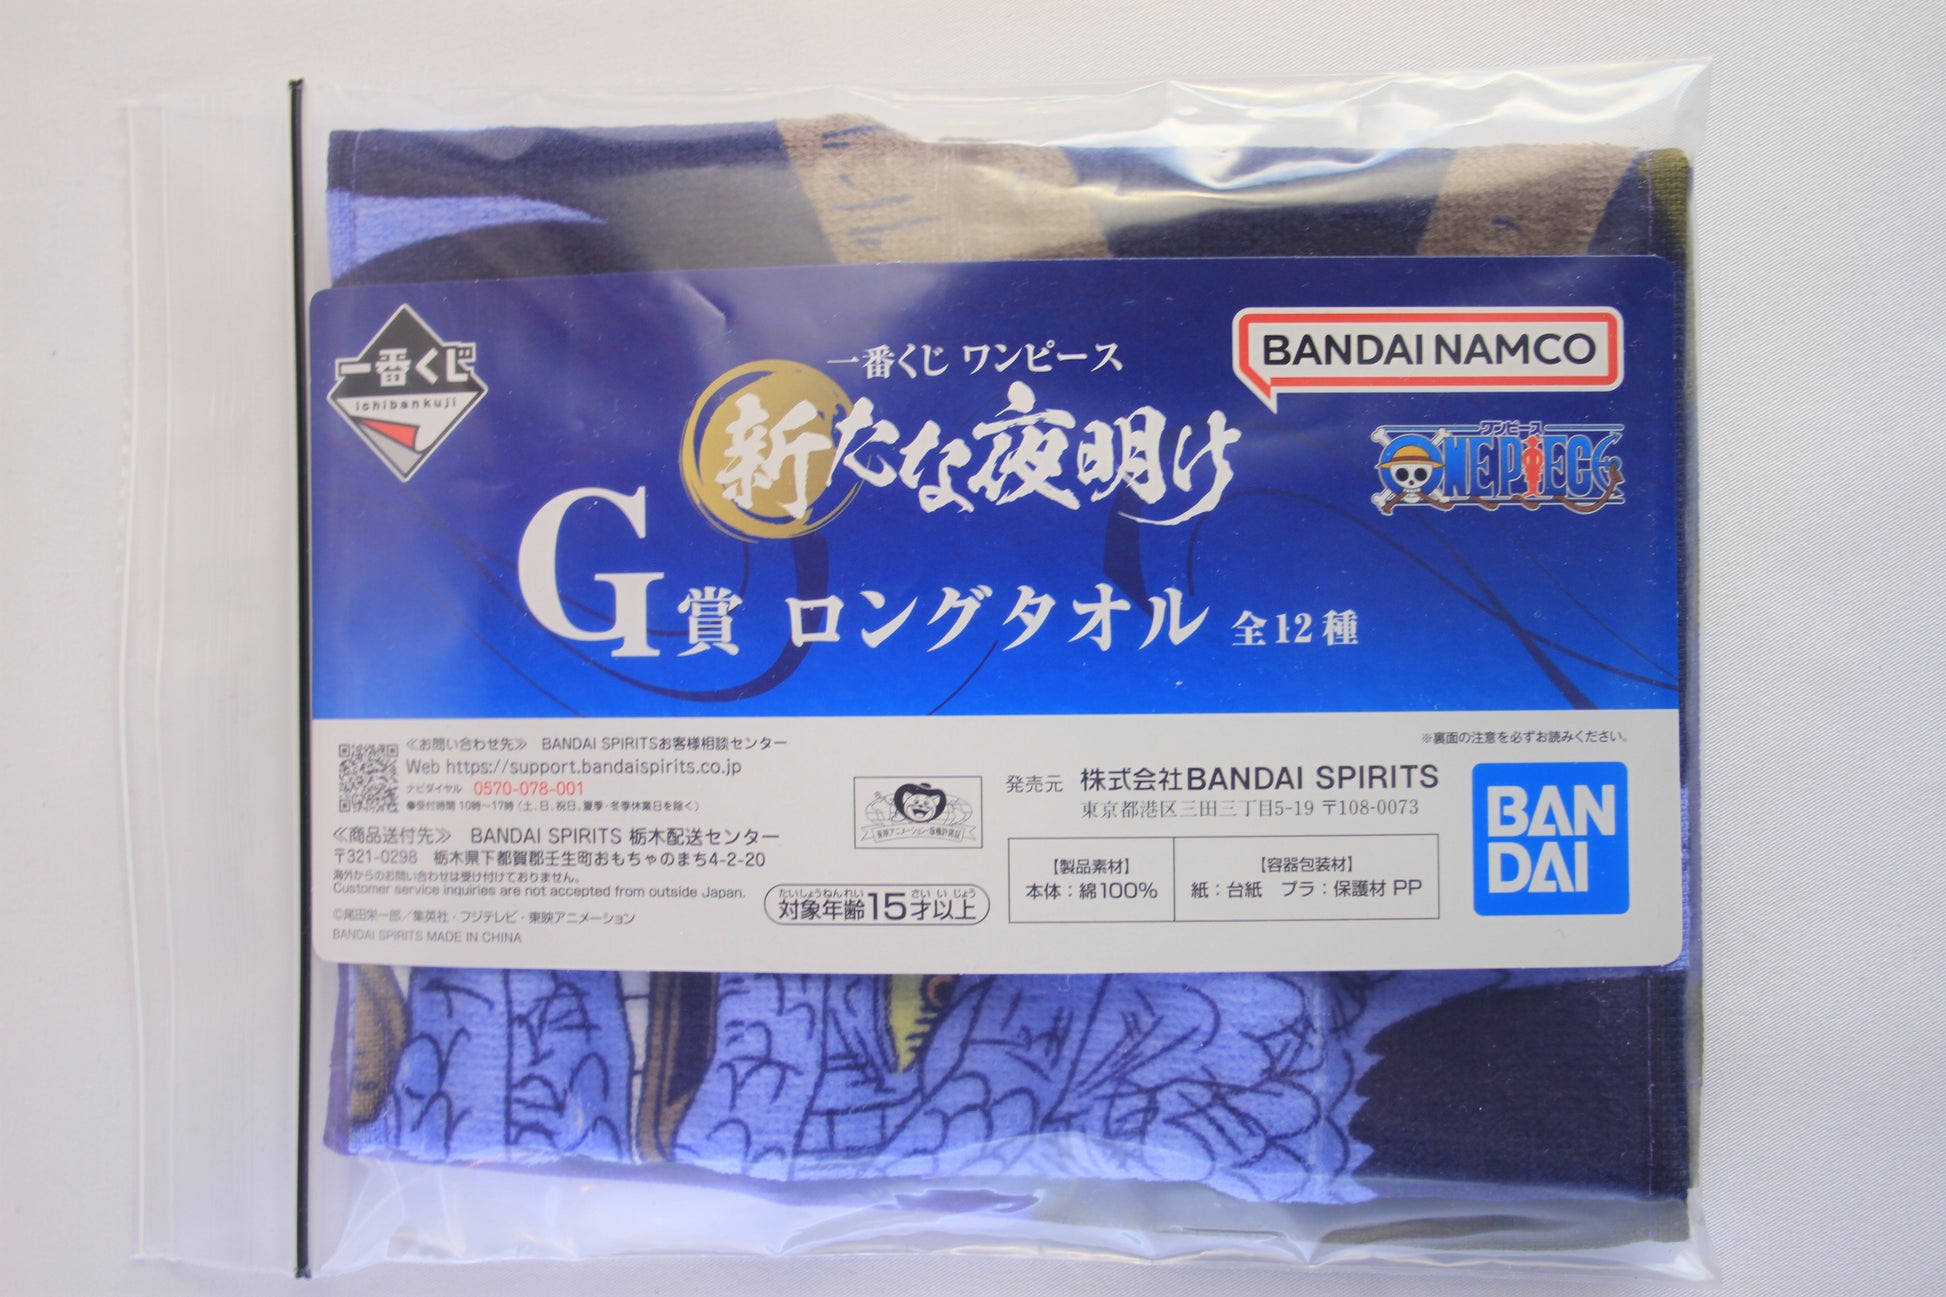 一番くじ
ichibankuji
一番くじ ワンピース
新たな夜明け
BANDAI NAMCO
ワンピース
ONE PIECE
G賞 ロングタオル 全12種
※裏面の注意を必ずお読みください。
≪お問い合わせ先≫ BANDAI SPIRITSお客様相談センター
Web https://support.bandaispirits.co.jp
ナビダイヤル 0570-078-001
●受付時間 10時〜17時（土、日、祝日、夏季・冬季休業日を除く）
≪商品送付先≫ BANDAI SPIRITS 栃木配送センター
〒321-0298 栃木県下都賀郡壬生町おもちゃのまち4-2-20
海外からのお問い合わせは受け付けておりません。
Customer service inquiries are not accepted from outside Japan.
©尾田栄一郎／集英社・フジテレビ・東映アニメーション
BANDAI SPIRITS MADE IN CHINA
東映アニメーション・版権許諾証
たいしょうねんれい さい いじょう
対象年齢15才以上
発売元 株式会社BANDAI SPIRITS
東京都港区三田三丁目5-19 〒108-0073
【製品素材】
本体：綿100%
【容器包装材】
紙：台紙 プラ：保護材 PP
BAN
DAI